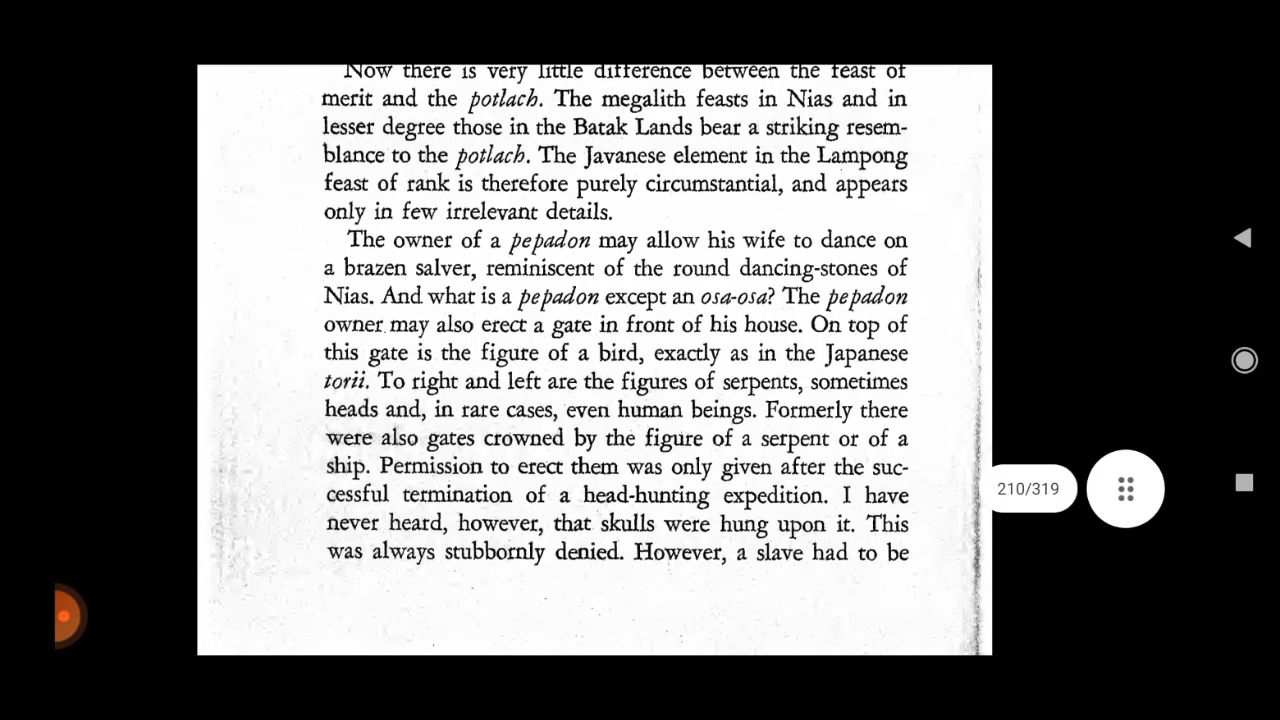 Now there is very little difference between the feast of
merit and the potlach. The megalith feasts in Nias and in
lesser degree those in the Batak Lands bear a striking resem-
blance to the potlach. The Javanese element in the Lampong
feast of rank is therefore purely circumstantial, and appears
only in few irrelevant details.
The owner of a pepadon may allow his wife to dance on
a brazen salver, reminiscent of the round dancing-stones of
Nias. And what is a pepadon except an osa-osa? The pepadon
owner may also erect a gate in front of his house. On top of
this gate is the figure of a bird, exactly as in the Japanese
torii. To right and left are the figures of serpents, sometimes
heads and, in rare cases, even human beings. Formerly there
were also gates crowned by the figure of a serpent or of a
ship. Permission to erect them was only given after the suc-
cessful termination of a head-hunting expedition. I have
never heard, however, that skulls were hung upon it. This
was always stubbornly denied. However, a slave had to be
210/319